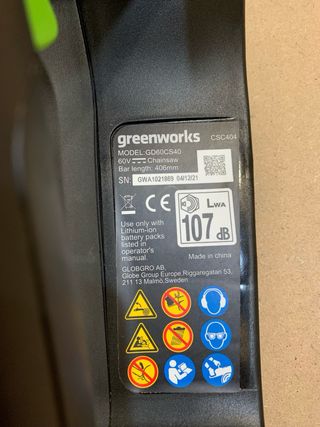 greenworks
CSC404
MODEL:GD60CS40
60V Chainsaw
Bar length: 406mm
SN: GWA1021869 04/12/21
CE
Use only with
Lithium-ion
battery packs
listed in
operator's
manual.
LWA
107 dB
Made in china
GLOBGRO AB,
Globe Group Europe,Riggaregatan 53,
211 13 Malmö,Sweden